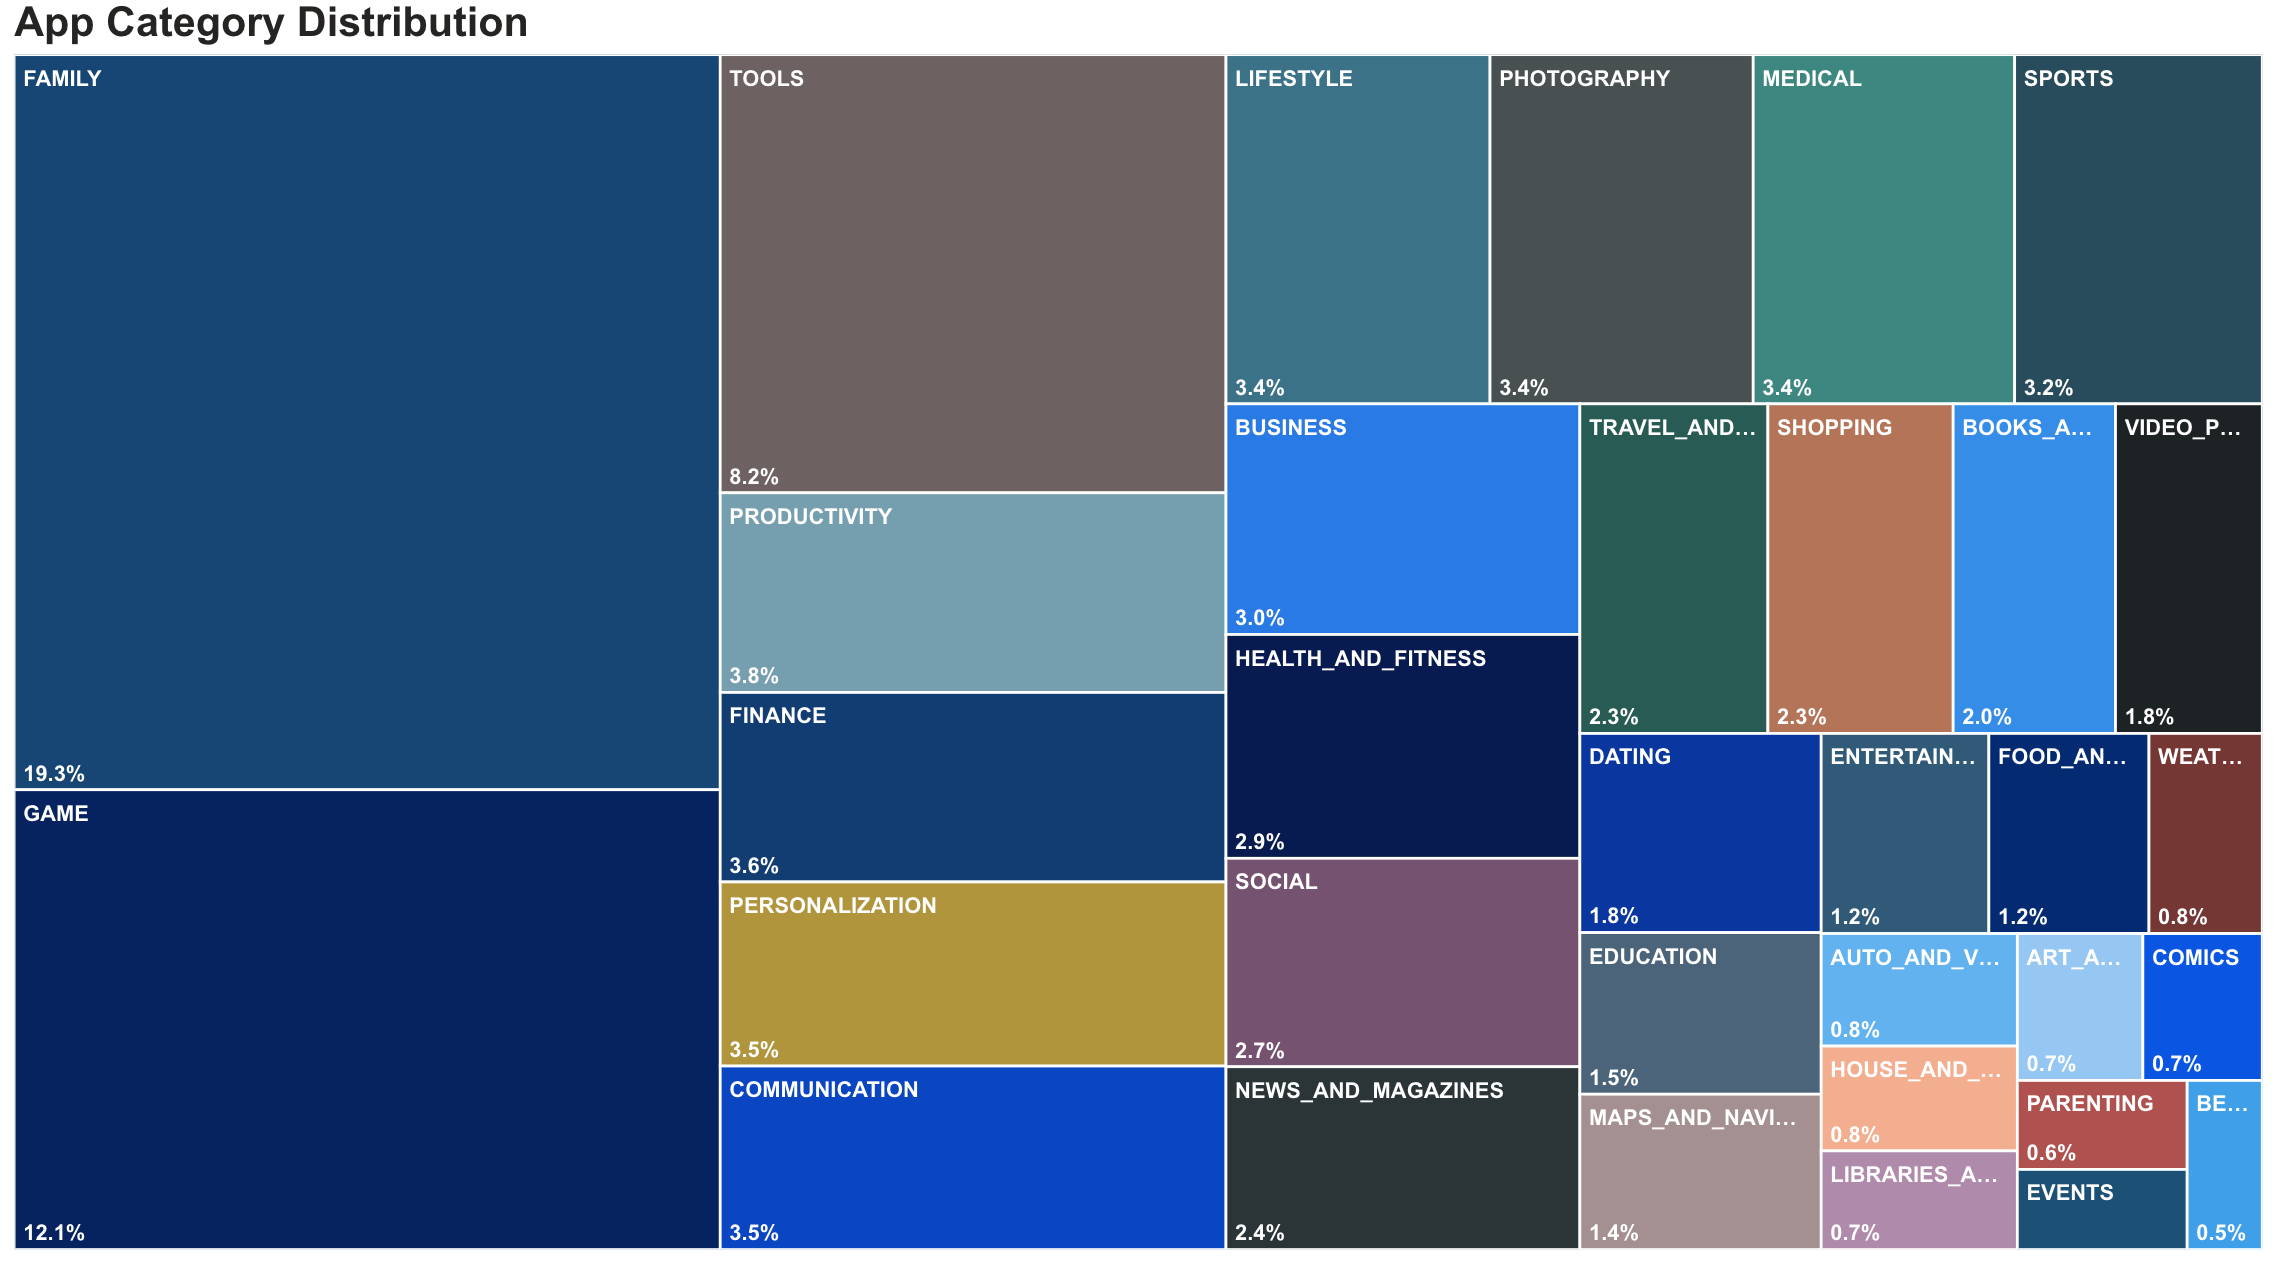 App Category Distribution
FAMILY
19.3%
GAME
12.1%
TOOLS
8.2%
PRODUCTIVITY
3.8%
FINANCE
3.6%
PERSONALIZATION
3.5%
COMMUNICATION
3.5%
LIFESTYLE
3.4%
PHOTOGRAPHY
3.4%
MEDICAL
3.4%
SPORTS
3.2%
BUSINESS
3.0%
HEALTH_AND_FITNESS
2.9%
SOCIAL
2.7%
NEWS_AND_MAGAZINES
2.4%
TRAVEL_AND…
2.3%
SHOPPING
2.3%
BOOKS_A…
2.0%
VIDEO_P…
1.8%
DATING
1.8%
EDUCATION
1.5%
MAPS_AND_NAVI…
1.4%
ENTERTAIN…
1.2%
FOOD_AN…
1.2%
WEAT…
0.8%
AUTO_AND_V…
0.8%
HOUSE_AND_…
0.8%
LIBRARIES_A…
0.7%
ART_A…
0.7%
COMICS
0.7%
PARENTING
0.6%
EVENTS
BE…
0.5%